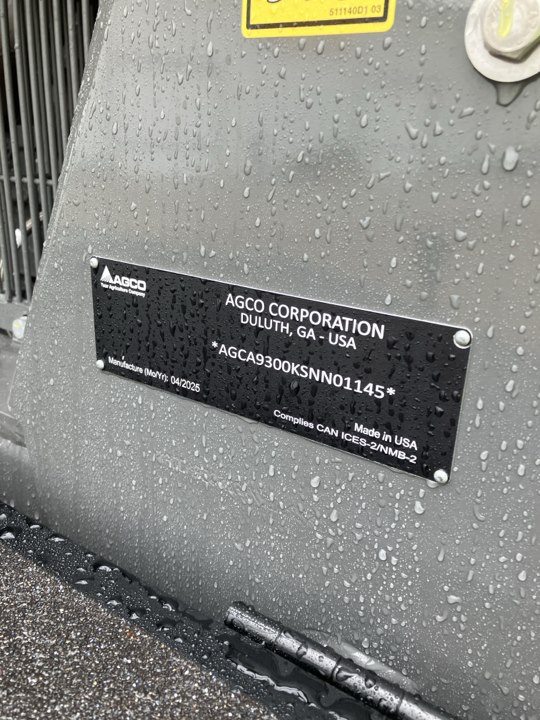 511140D1 03
AGCO
Your Agriculture Company
AGCO CORPORATION
DULUTH, GA - USA
*AGCA9300KSNN01145*
Manufacture (Mo/Yr): 04/2025
Made in USA
Complies CAN ICES-2/NMB-2